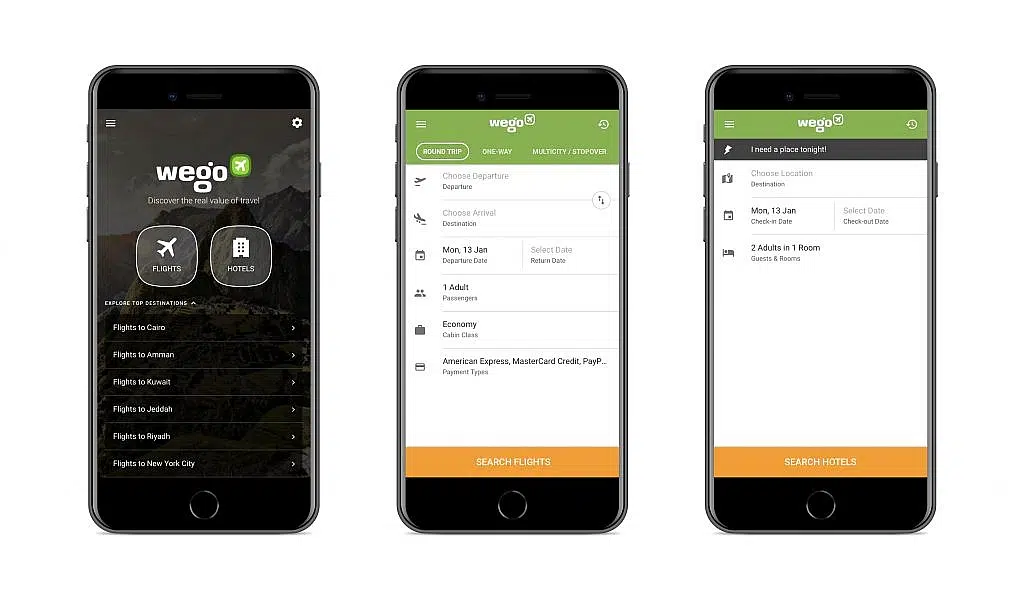 wego
Discover the real value of travel
FLIGHTS
HOTELS
EXPLORE TOP DESTINATIONS
Flights to Cairo
Flights to Amman
Flights to Kuwait
Flights to Jeddah
Flights to Riyadh
Flights to New York City
wego
ROUND TRIP
ONE-WAY
MULTICITY / STOPOVER
Choose Departure
Departure
Choose Arrival
Destination
Mon, 13 Jan
Departure Date
Select Date
Return Date
1 Adult
Passengers
Economy
Cabin Class
American Express, MasterCard Credit, PayP...
Payment Types
SEARCH FLIGHTS
wego
I need a place tonight!
Choose Location
Destination
Mon, 13 Jan
Check-in Date
Select Date
Check-out Date
2 Adults in 1 Room
Guests & Rooms
SEARCH HOTELS